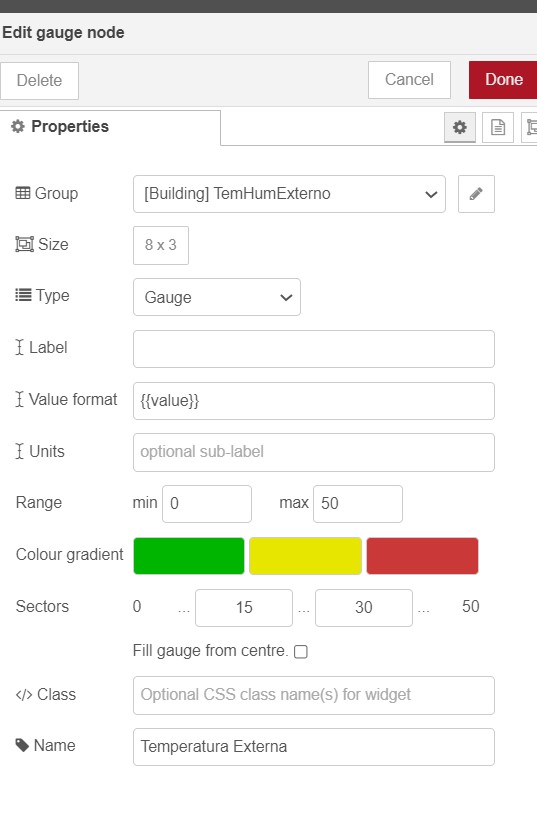 Edit gauge node
Delete
Cancel
Done
Properties
Group
[Building] TemHumExterno
Size
8 x 3
Type
Gauge
Label
Value format
{{value}}
Units
optional sub-label
Range
min 0
max 50
Colour gradient
Sectors
0 ... 15 ... 30 ... 50
Fill gauge from centre.
</> Class
Optional CSS class name(s) for widget
Name
Temperatura Externa